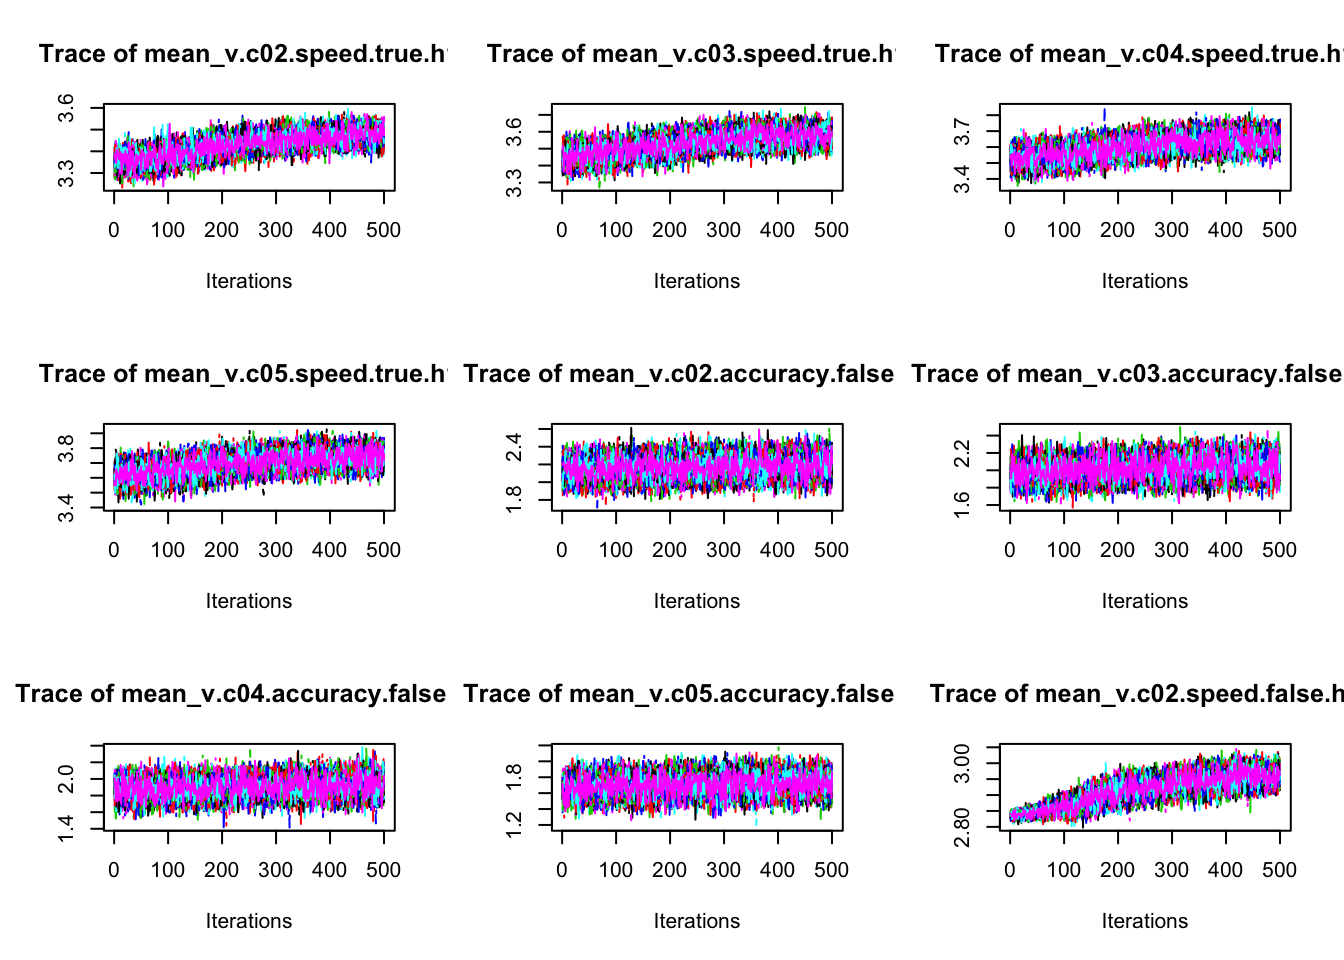 Trace of mean_v.c02.speed.true.h
Trace of mean_v.c03.speed.true.h
Trace of mean_v.c04.speed.true.h
3.6
3.3
0 100 200 300 400 500
Iterations
3.6
3.3
0 100 200 300 400 500
Iterations
3.7
3.4
0 100 200 300 400 500
Iterations
Trace of mean_v.c05.speed.true.h
Trace of mean_v.c02.accuracy.false
Trace of mean_v.c03.accuracy.false
3.8
3.4
0 100 200 300 400 500
Iterations
2.4
1.8
0 100 200 300 400 500
Iterations
2.2
1.6
0 100 200 300 400 500
Iterations
Trace of mean_v.c04.accuracy.false
Trace of mean_v.c05.accuracy.false
Trace of mean_v.c02.speed.false.h
2.0
1.4
0 100 200 300 400 500
Iterations
1.8
1.2
0 100 200 300 400 500
Iterations
3.00
2.80
0 100 200 300 400 500
Iterations